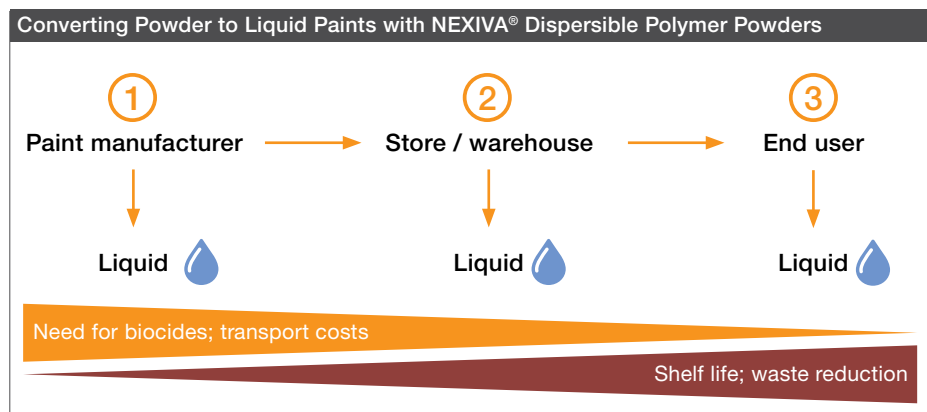 Converting Powder to Liquid Paints with NEXIVA® Dispersible Polymer Powders
1 2 3
Paint manufacturer Store / warehouse End user
Liquid Liquid Liquid
Need for biocides; transport costs
Shelf life; waste reduction